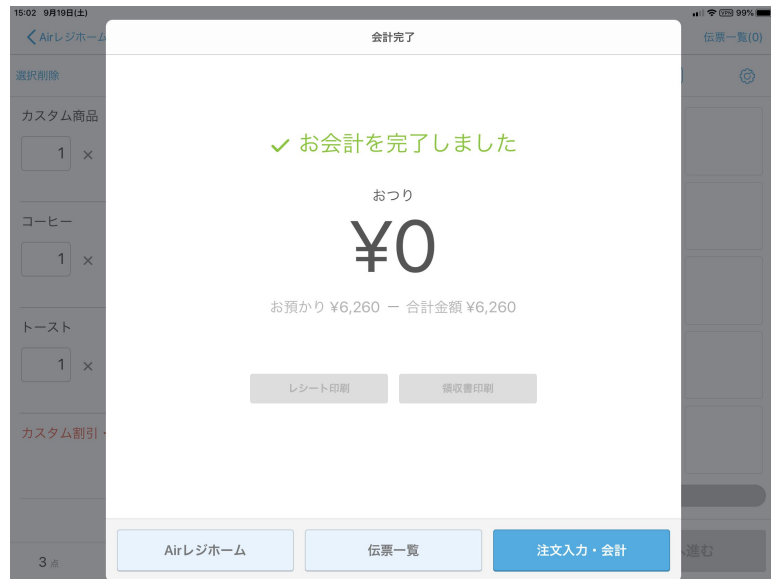 15:02 9月19日(土)
VPN 99%
Airレジホーム
会計完了
伝票一覧(0)
選択削除
カスタム商品
1 ×
コーヒー
1 ×
トースト
1 ×
カスタム割引・
3点
お会計を完了しました
おつり
¥0
お預かり ¥6,260 － 合計金額 ¥6,260
レシート印刷
領収書印刷
Airレジホーム
伝票一覧
注文入力・会計
進む